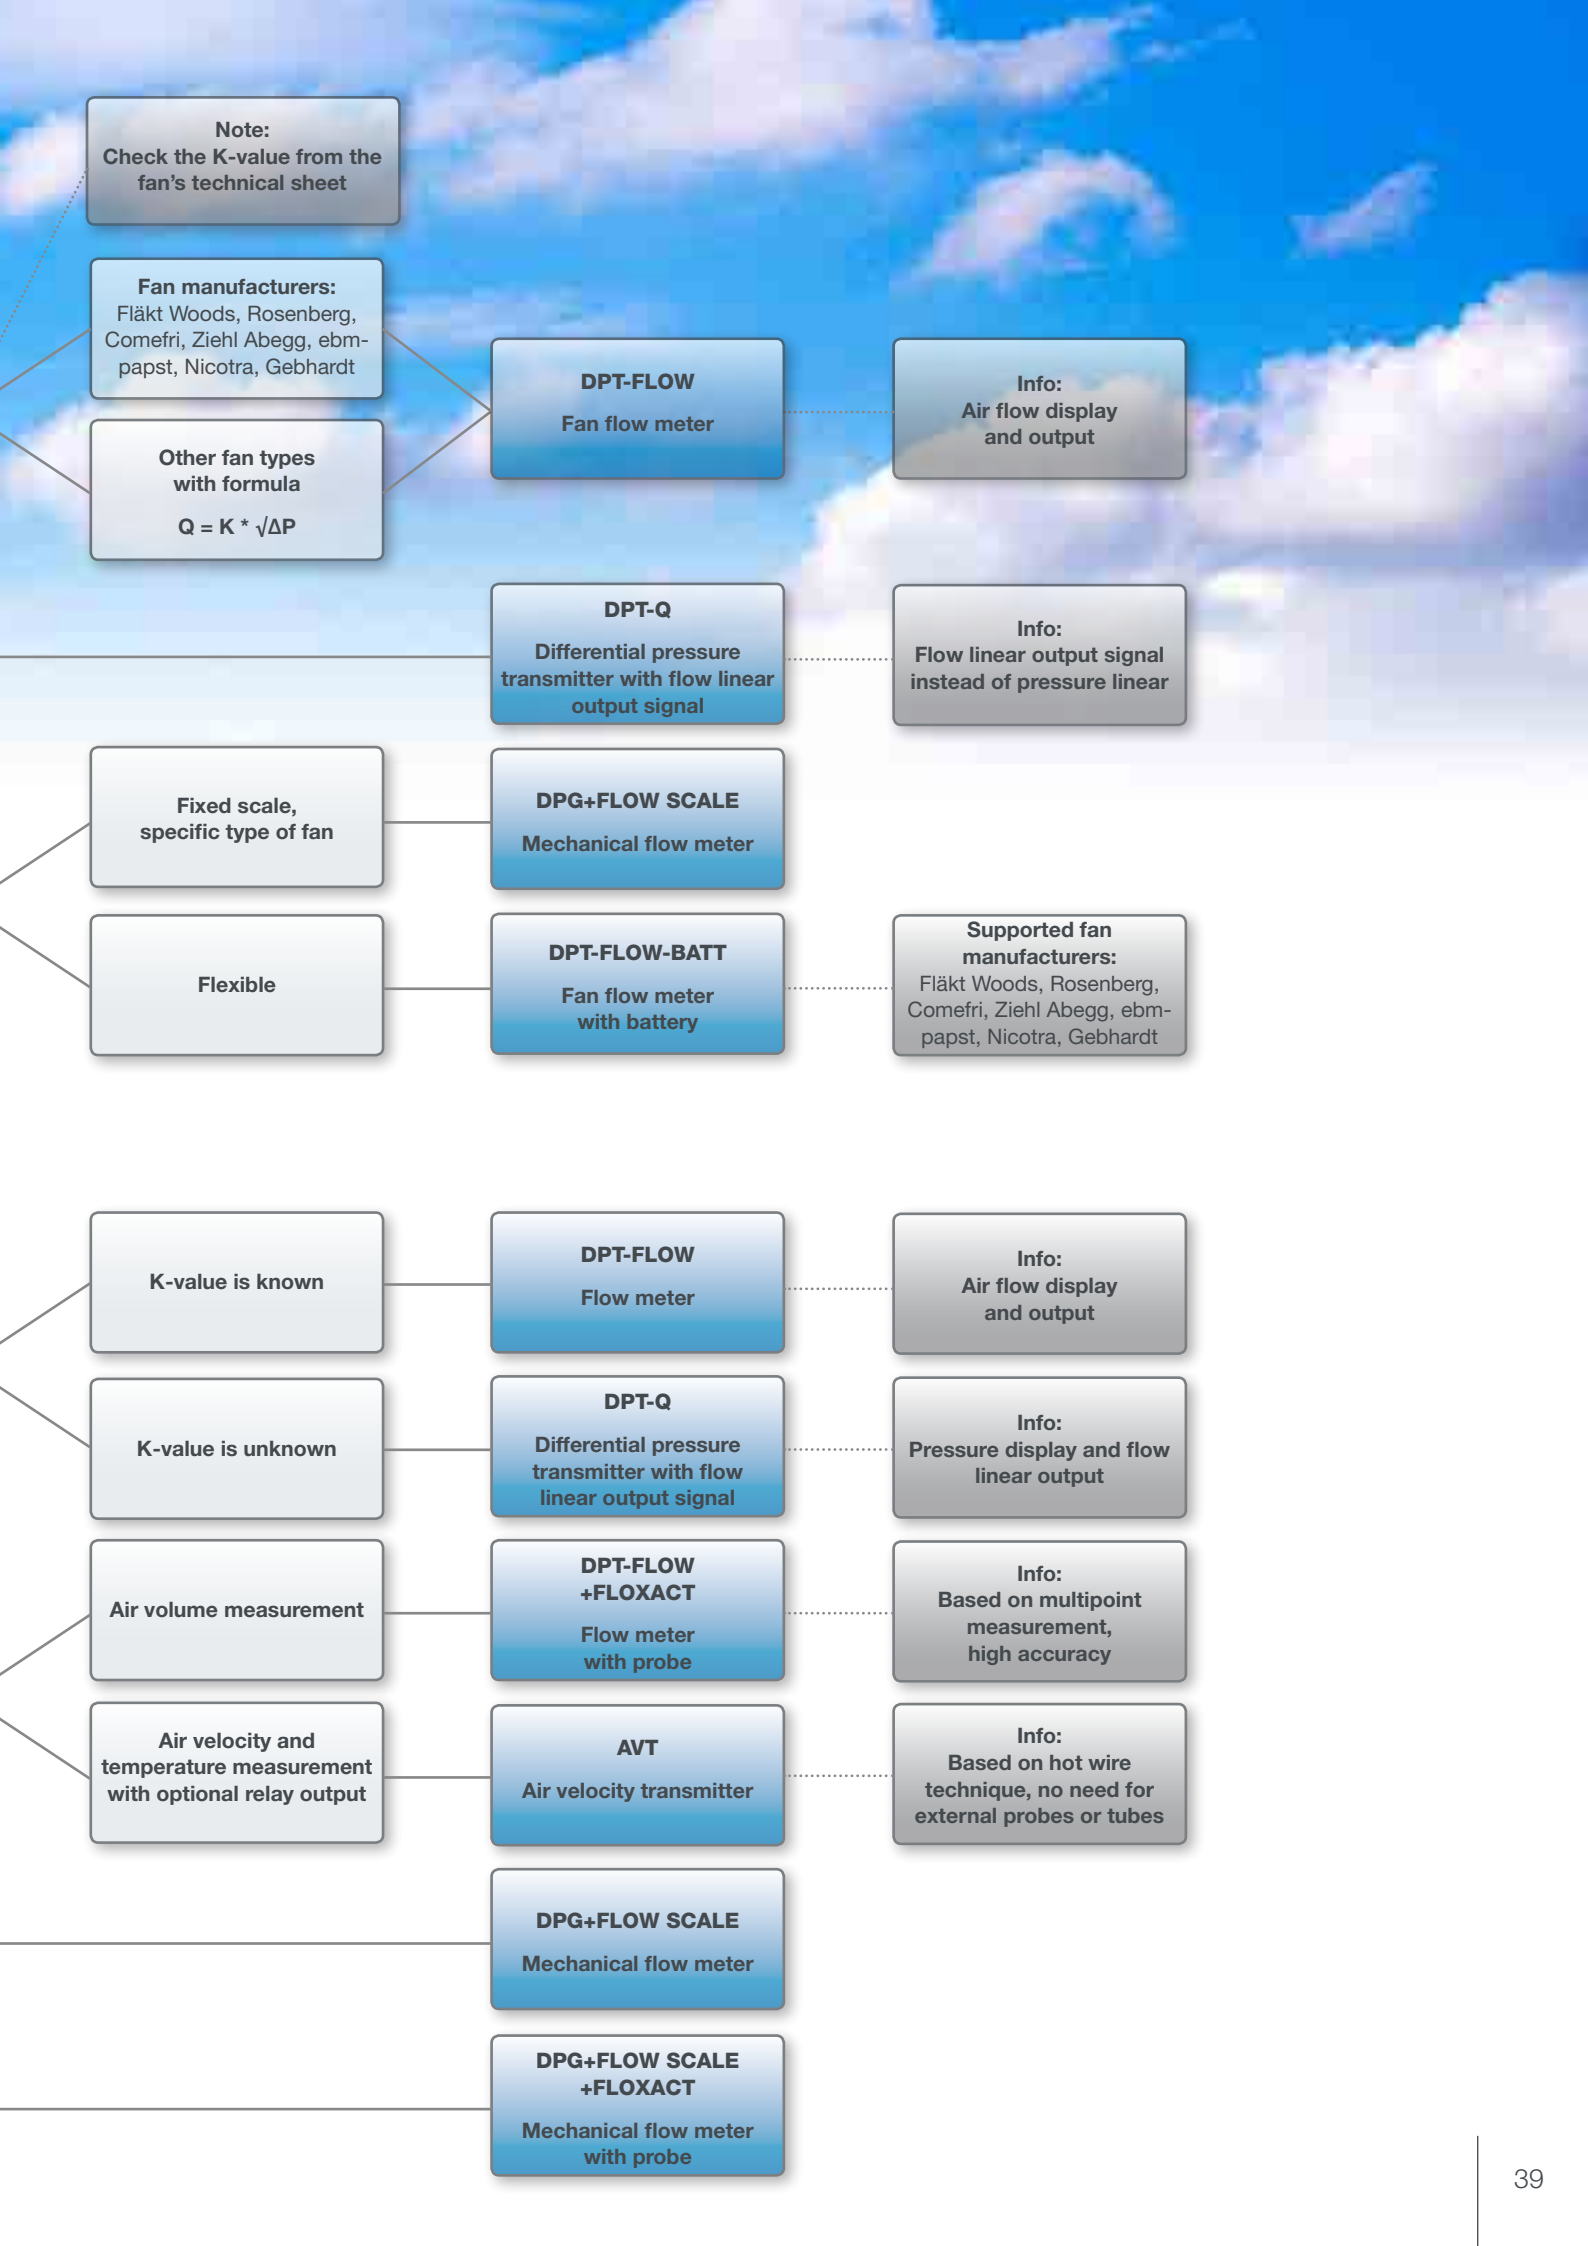 Note:
Check the K-value from the
fan's technical sheet
Fan manufacturers:
Fläkt Woods, Rosenberg,
Comefri, Ziehl Abegg, ebm-
papst, Nicotra, Gebhardt
Other fan types
with formula
Q = K * √ΔP
DPT-FLOW
Fan flow meter
Info:
Air flow display
and output
DPT-Q
Differential pressure
transmitter with flow linear
output signal
Info:
Flow linear output signal
instead of pressure linear
Fixed scale,
specific type of fan
DPG+FLOW SCALE
Mechanical flow meter
Flexible
DPT-FLOW-BATT
Fan flow meter
with battery
Supported fan
manufacturers:
Fläkt Woods, Rosenberg,
Comefri, Ziehl Abegg, ebm-
papst, Nicotra, Gebhardt
K-value is known
DPT-FLOW
Flow meter
Info:
Air flow display
and output
K-value is unknown
DPT-Q
Differential pressure
transmitter with flow
linear output signal
Info:
Pressure display and flow
linear output
Air volume measurement
DPT-FLOW
+FLOXACT
Flow meter
with probe
Info:
Based on multipoint
measurement,
high accuracy
Air velocity and
temperature measurement
with optional relay output
AVT
Air velocity transmitter
Info:
Based on hot wire
technique, no need for
external probes or tubes
DPG+FLOW SCALE
Mechanical flow meter
DPG+FLOW SCALE
+FLOXACT
Mechanical flow meter
with probe
39